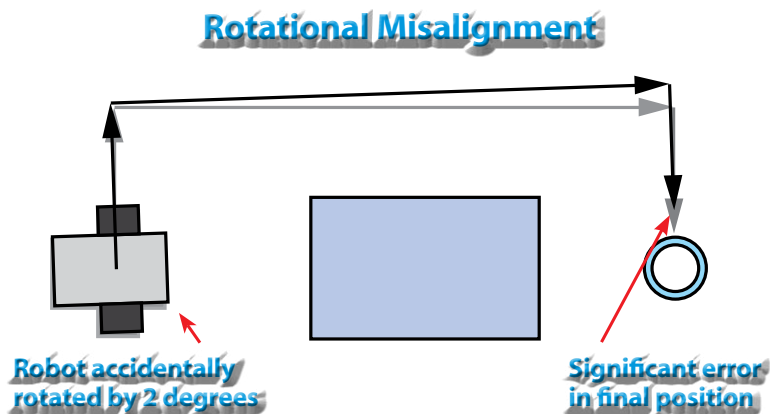 Rotational Misalignment
Robot accidentally
rotated by 2 degrees
Significant error
in final position